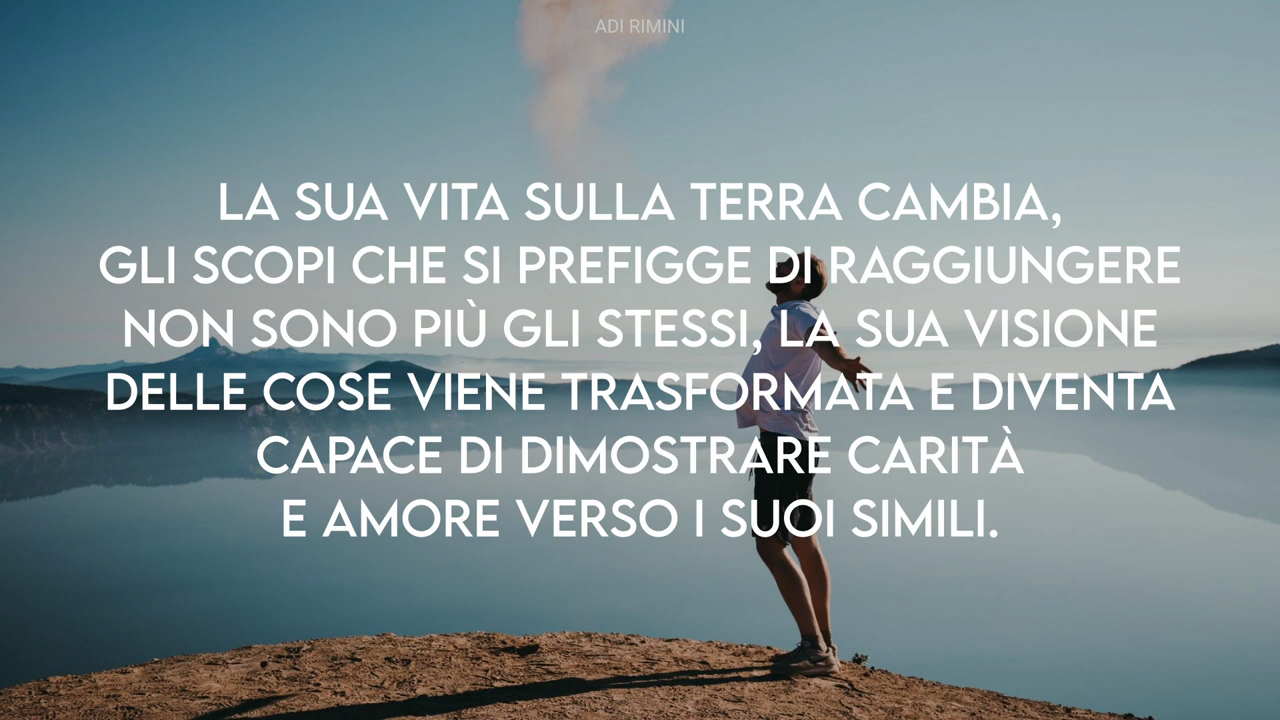 ADI RIMINI
LA SUA VITA SULLA TERRA CAMBIA,
GLI SCOPI CHE SI PREFIGGE DI RAGGIUNGERE
NON SONO PIÙ GLI STESSI, LA SUA VISIONE
DELLE COSE VIENE TRASFORMATA E DIVENTA
CAPACE DI DIMOSTRARE CARITÀ
E AMORE VERSO I SUOI SIMILI.